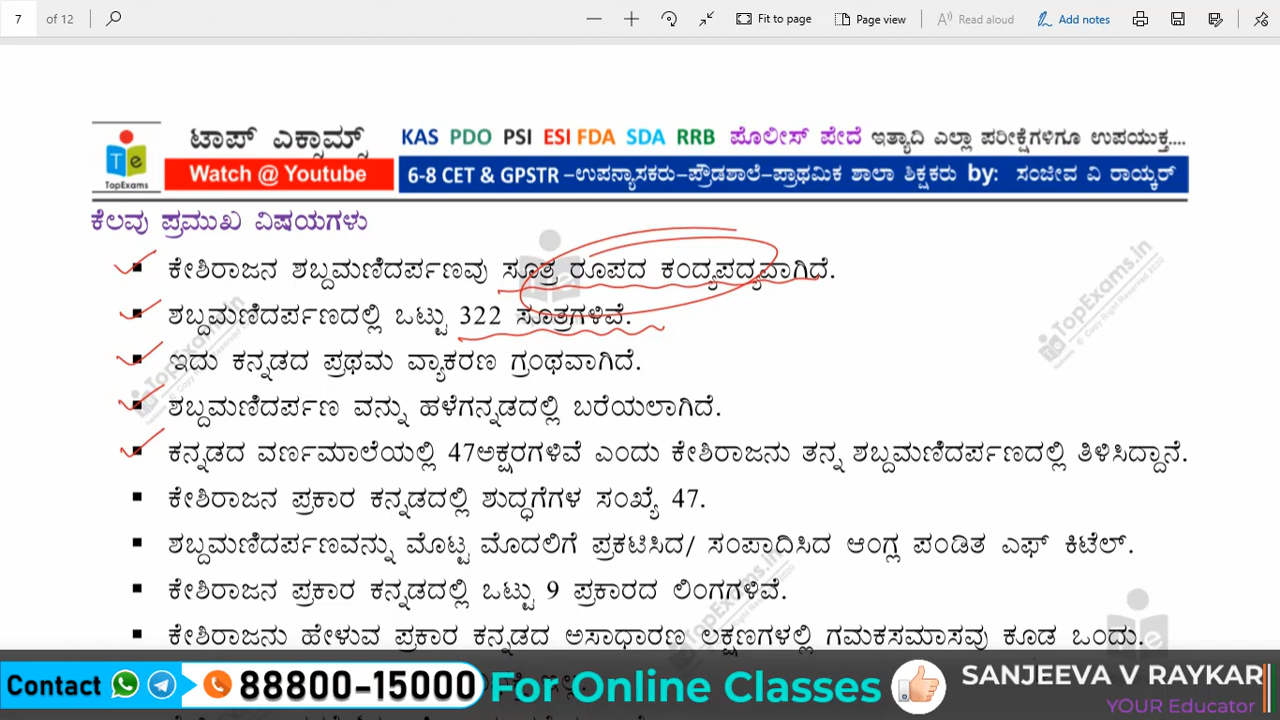 7 of 12 Fit to page Page view Read aloud Add notes
ಟಾಪ್ ಎಕ್ಸಾಮ್ಸ್ KAS PDO PSI ESI FDA SDA RRB ಪೊಲೀಸ್ ಪೇದೆ ಇತ್ಯಾದಿ ಎಲ್ಲಾ ಪರೀಕ್ಷೆಗಳಿಗೂ ಉಪಯುಕ್ತ....
Te
TopExams
Watch @ Youtube 6-8 CET & GPSTR –ಉಪನ್ಯಾಸಕರು–ಪ್ರೌಢಶಾಲೆ–ಪ್ರಾಥಮಿಕ ಶಾಲಾ ಶಿಕ್ಷಕರು by: ಸಂಜೀವ ವಿ ರಾಯ್ಕರ್
ಕೆಲವು ಪ್ರಮುಖ ವಿಷಯಗಳು
▪ ಕೇಶಿರಾಜನ ಶಬ್ದಮಣಿದರ್ಪಣವು ಸೂತ್ರ ರೂಪದ ಕಂದ್ಯಪದ್ಯವಾಗಿದೆ.
▪ ಶಬ್ದಮಣಿದರ್ಪಣದಲ್ಲಿ ಒಟ್ಟು 322 ಸೂತ್ರಗಳಿವೆ.
▪ ಇದು ಕನ್ನಡದ ಪ್ರಥಮ ವ್ಯಾಕರಣ ಗ್ರಂಥವಾಗಿದೆ.
▪ ಶಬ್ದಮಣಿದರ್ಪಣ ವನ್ನು ಹಳೆಗನ್ನಡದಲ್ಲಿ ಬರೆಯಲಾಗಿದೆ.
▪ ಕನ್ನಡದ ವರ್ಣಮಾಲೆಯಲ್ಲಿ 47ಅಕ್ಷರಗಳಿವೆ ಎಂದು ಕೇಶಿರಾಜನು ತನ್ನ ಶಬ್ದಮಣಿದರ್ಪಣದಲ್ಲಿ ತಿಳಿಸಿದ್ದಾನೆ.
▪ ಕೇಶಿರಾಜನ ಪ್ರಕಾರ ಕನ್ನಡದಲ್ಲಿ ಶುದ್ಧಗೆಗಳ ಸಂಖ್ಯೆ 47.
▪ ಶಬ್ದಮಣಿದರ್ಪಣವನ್ನು ಮೊಟ್ಟ ಮೊದಲಿಗೆ ಪ್ರಕಟಿಸಿದ/ ಸಂಪಾದಿಸಿದ ಆಂಗ್ಲ ಪಂಡಿತ ಎಫ್ ಕಿಟೆಲ್.
▪ ಕೇಶಿರಾಜನ ಪ್ರಕಾರ ಕನ್ನಡದಲ್ಲಿ ಒಟ್ಟು 9 ಪ್ರಕಾರದ ಲಿಂಗಗಳಿವೆ.
▪ ಕೇಶಿರಾಜನು ಹೇಳುವ ಪ್ರಕಾರ ಕನ್ನಡದ ಅಸಾಧಾರಣ ಲಕ್ಷಣಗಳಲ್ಲಿ ಗಮಕಸಮಾಸವು ಕೂಡ ಒಂದು.
Contact 88800-15000 For Online Classes SANJEEVA V RAYKAR
YOUR Educator